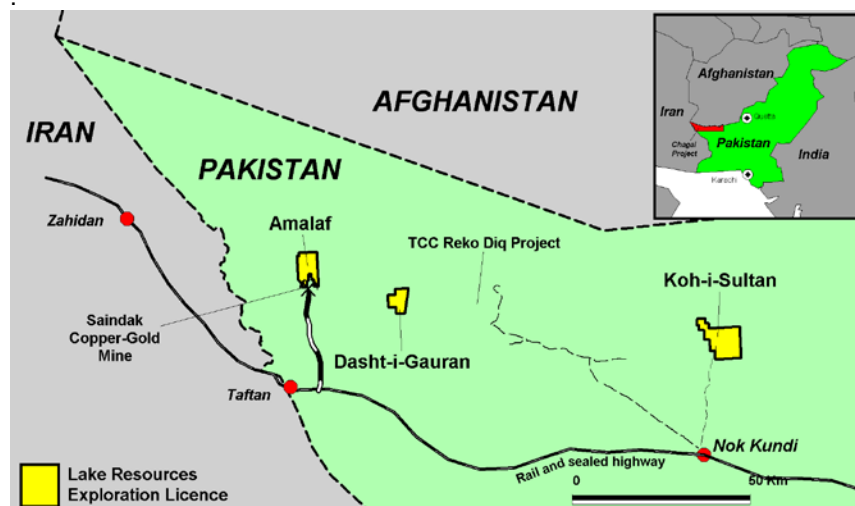 .
AFGHANISTAN
IRAN
PAKISTAN
Zahidan
Amalaf
TCC Reko Diq Project
Koh-i-Sultan
Saindak
Copper-Gold
Mine
Dasht-i-Gauran
Taftan
Nok Kundi
Rail and sealed highway
Lake Resources
Exploration Licence
0
50 Km
Afghanistan
Iran
Quetta
Chagai
Project
Pakistan
India
Karachi